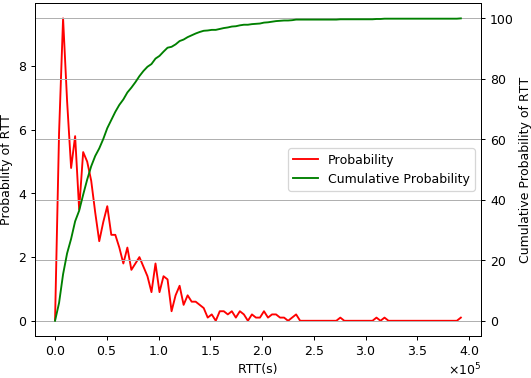 Probability of RTT
8
6
4
2
0
Probability
Cumulative Probability
100
80
60
40
20
0
Cumulative Probability of RTT
0.0 0.5 1.0 1.5 2.0 2.5 3.0 3.5 4.0
RTT(s)
×10⁵